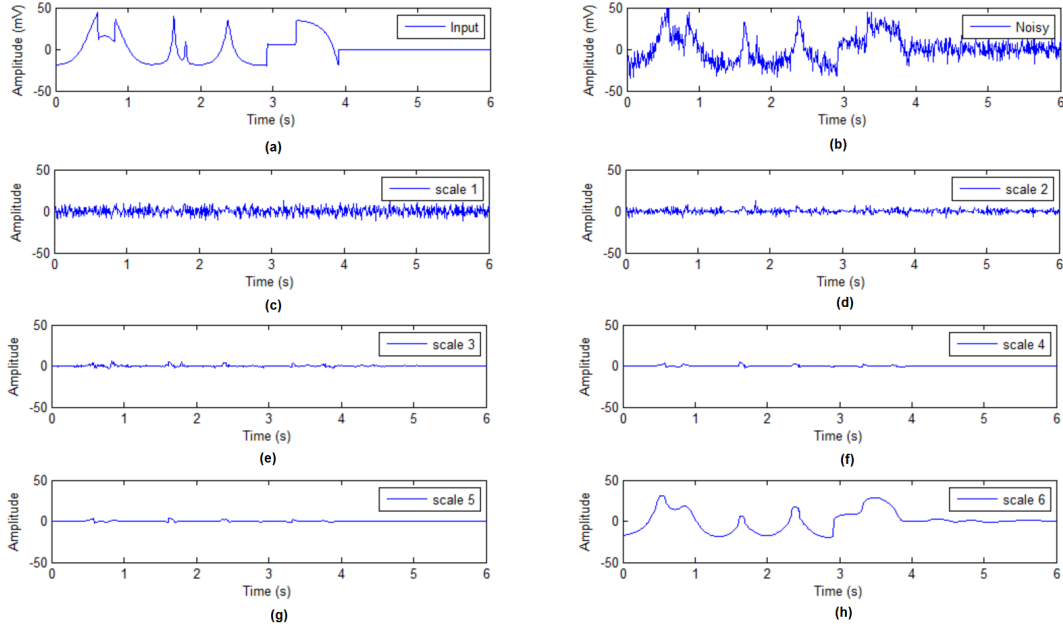 Amplitude (mV)
50
0
-50
0 1 2 3 4 5 6
Input
Time (s)
(a)
Amplitude (mV)
50
0
-50
0 1 2 3 4 5 6
Noisy
Time (s)
(b)
Amplitude
50
0
-50
0 1 2 3 4 5 6
scale 1
Time (s)
(c)
Amplitude
50
0
-50
0 1 2 3 4 5 6
scale 2
Time (s)
(d)
Amplitude
50
0
-50
0 1 2 3 4 5 6
scale 3
Time (s)
(e)
Amplitude
50
0
-50
0 1 2 3 4 5 6
scale 4
Time (s)
(f)
Amplitude
50
0
-50
0 1 2 3 4 5 6
scale 5
Time (s)
(g)
Amplitude
50
0
-50
0 1 2 3 4 5 6
scale 6
Time (s)
(h)